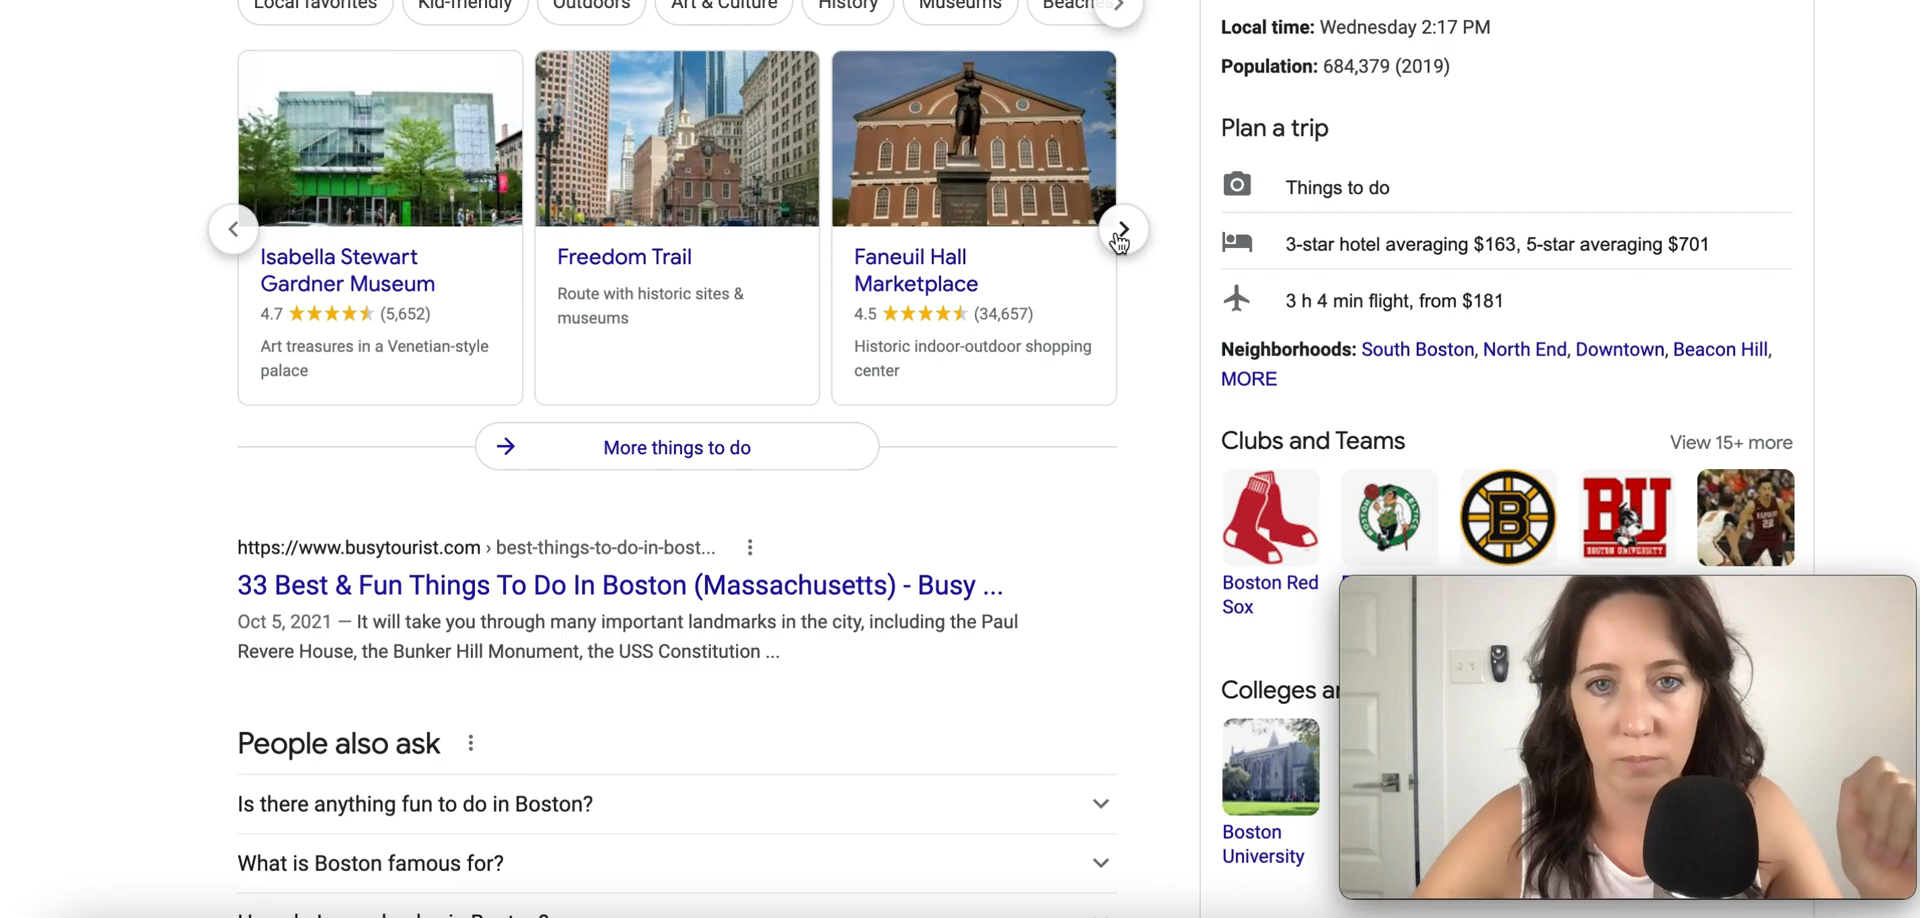 Local favorites
Kid-friendly
Outdoors
Art & Culture
History
Museums
Beaches
Isabella Stewart
Gardner Museum
4.7 (5,652)
Art treasures in a Venetian-style
palace
Freedom Trail
Route with historic sites &
museums
Faneuil Hall
Marketplace
4.5 (34,657)
Historic indoor-outdoor shopping
center
More things to do
https://www.busytourist.com › best-things-to-do-in-bost...
33 Best & Fun Things To Do In Boston (Massachusetts) - Busy ...
Oct 5, 2021 — It will take you through many important landmarks in the city, including the Paul
Revere House, the Bunker Hill Monument, the USS Constitution ...
People also ask
Is there anything fun to do in Boston?
What is Boston famous for?
Local time: Wednesday 2:17 PM
Population: 684,379 (2019)
Plan a trip
Things to do
3-star hotel averaging $163, 5-star averaging $701
3 h 4 min flight, from $181
Neighborhoods: South Boston, North End, Downtown, Beacon Hill,
MORE
Clubs and Teams
View 15+ more
B
BU
BOSTON UNIVERSITY
Boston Red
Sox
Colleges
Boston
University